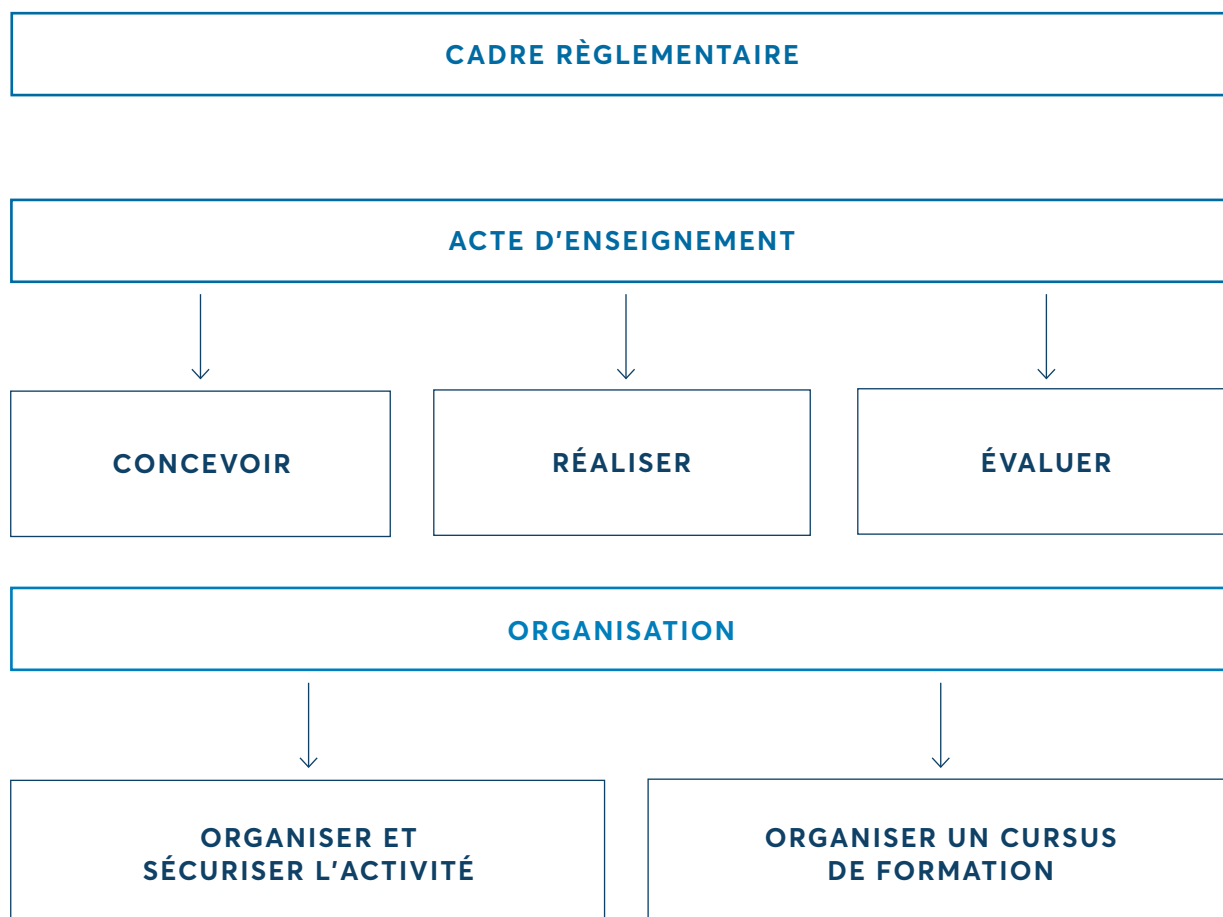 CADRE RÈGLEMENTAIRE
ACTE D'ENSEIGNEMENT
CONCEVOIR
RÉALISER
ÉVALUER
ORGANISATION
ORGANISER ET
SÉCURISER L'ACTIVITÉ
ORGANISER UN CURSUS
DE FORMATION